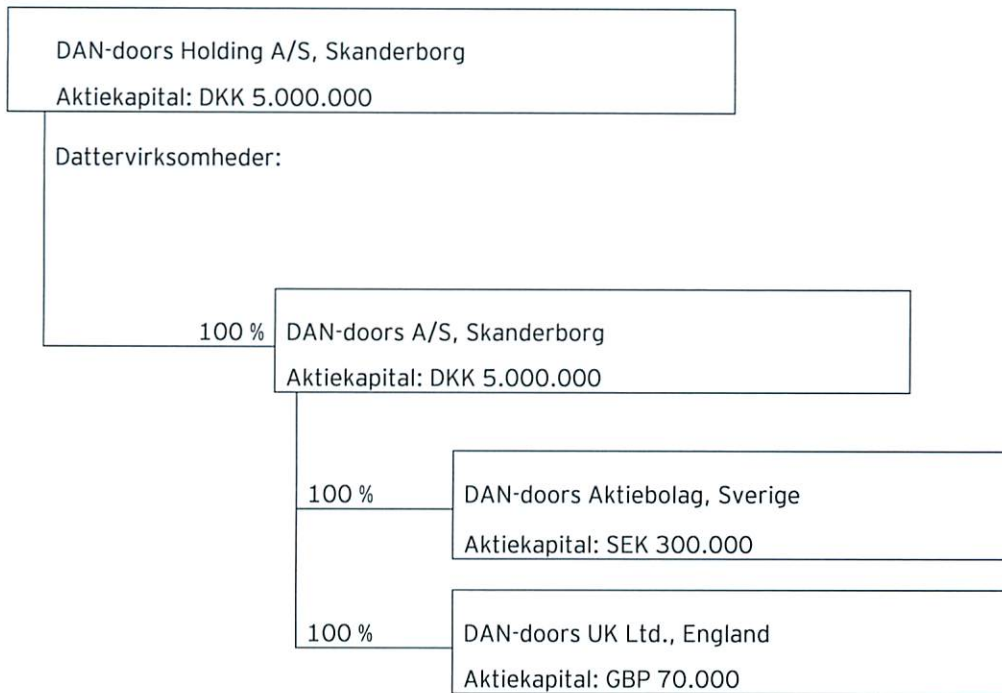 DAN-doors Holding A/S, Skanderborg
Aktiekapital: DKK 5.000.000
Dattervirksomheder:
100 % DAN-doors A/S, Skanderborg
Aktiekapital: DKK 5.000.000
100 % DAN-doors Aktiebolag, Sverige
Aktiekapital: SEK 300.000
100 % DAN-doors UK Ltd., England
Aktiekapital: GBP 70.000